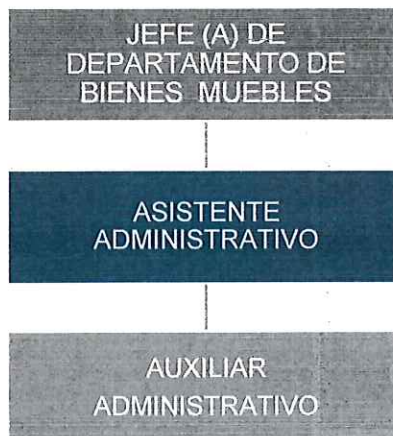 JEFE (A) DE
DEPARTAMENTO DE
BIENES MUEBLES
ASISTENTE
ADMINISTRATIVO
AUXILIAR
ADMINISTRATIVO